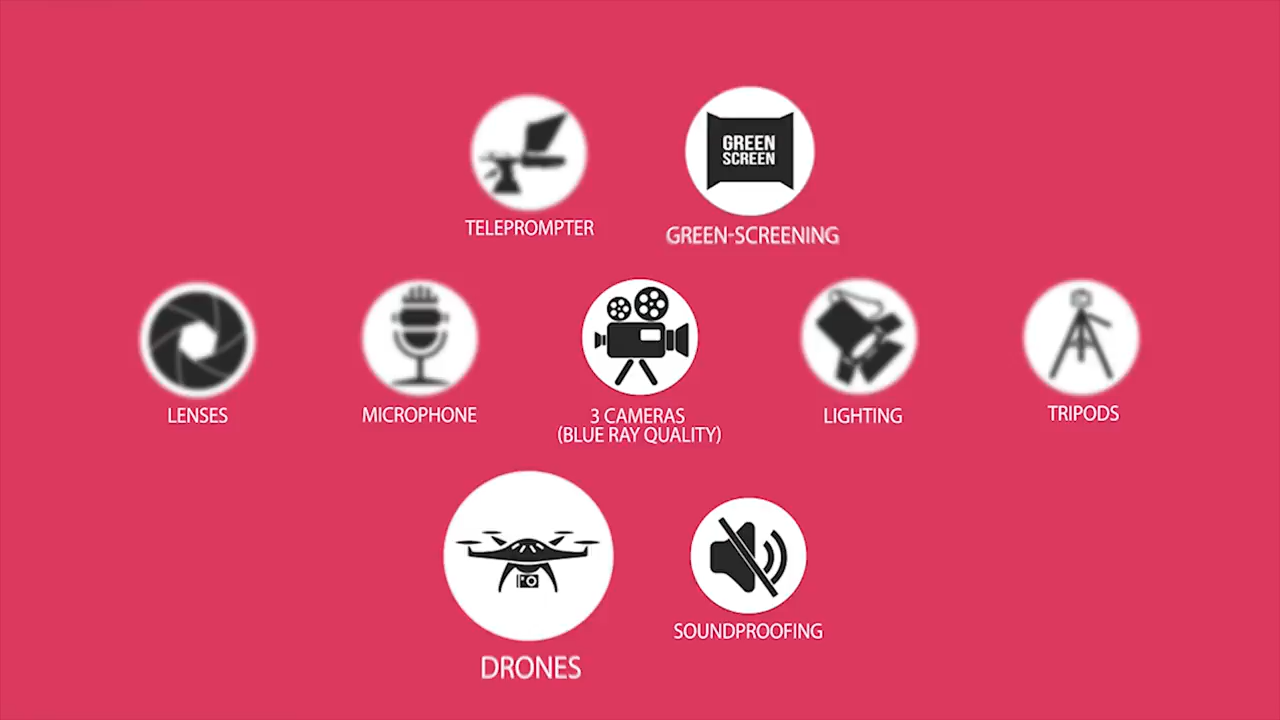 GREEN
SCREEN
TELEPROMPTER
GREEN-SCREENING
LENSES
MICROPHONE
3 CAMERAS
(BLUE RAY QUALITY)
LIGHTING
TRIPODS
DRONES
SOUNDPROOFING